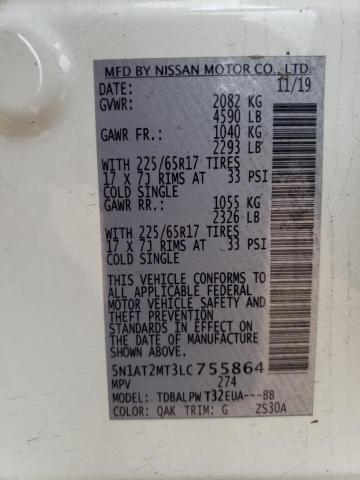 MFD BY NISSAN MOTOR CO., LTD.
DATE: 11/19
GVWR: 2082 KG
4590 LB
GAWR FR.: 1040 KG
2293 LB
WITH 225/65R17 TIRES
17 X 7J RIMS AT 33 PSI
COLD SINGLE
GAWR RR.: 1055 KG
2326 LB
WITH 225/65R17 TIRES
17 X 7J RIMS AT 33 PSI
COLD SINGLE
THIS VEHICLE CONFORMS TO
ALL APPLICABLE FEDERAL
MOTOR VEHICLE SAFETY AND
THEFT PREVENTION
STANDARDS IN EFFECT ON
THE DATE OF MANUFACTURE
SHOWN ABOVE.
5N1AT2MT3LC755864
MPV 274
MODEL: TDBALPW T32EUA---BB
COLOR: QAK TRIM: G ZS30A